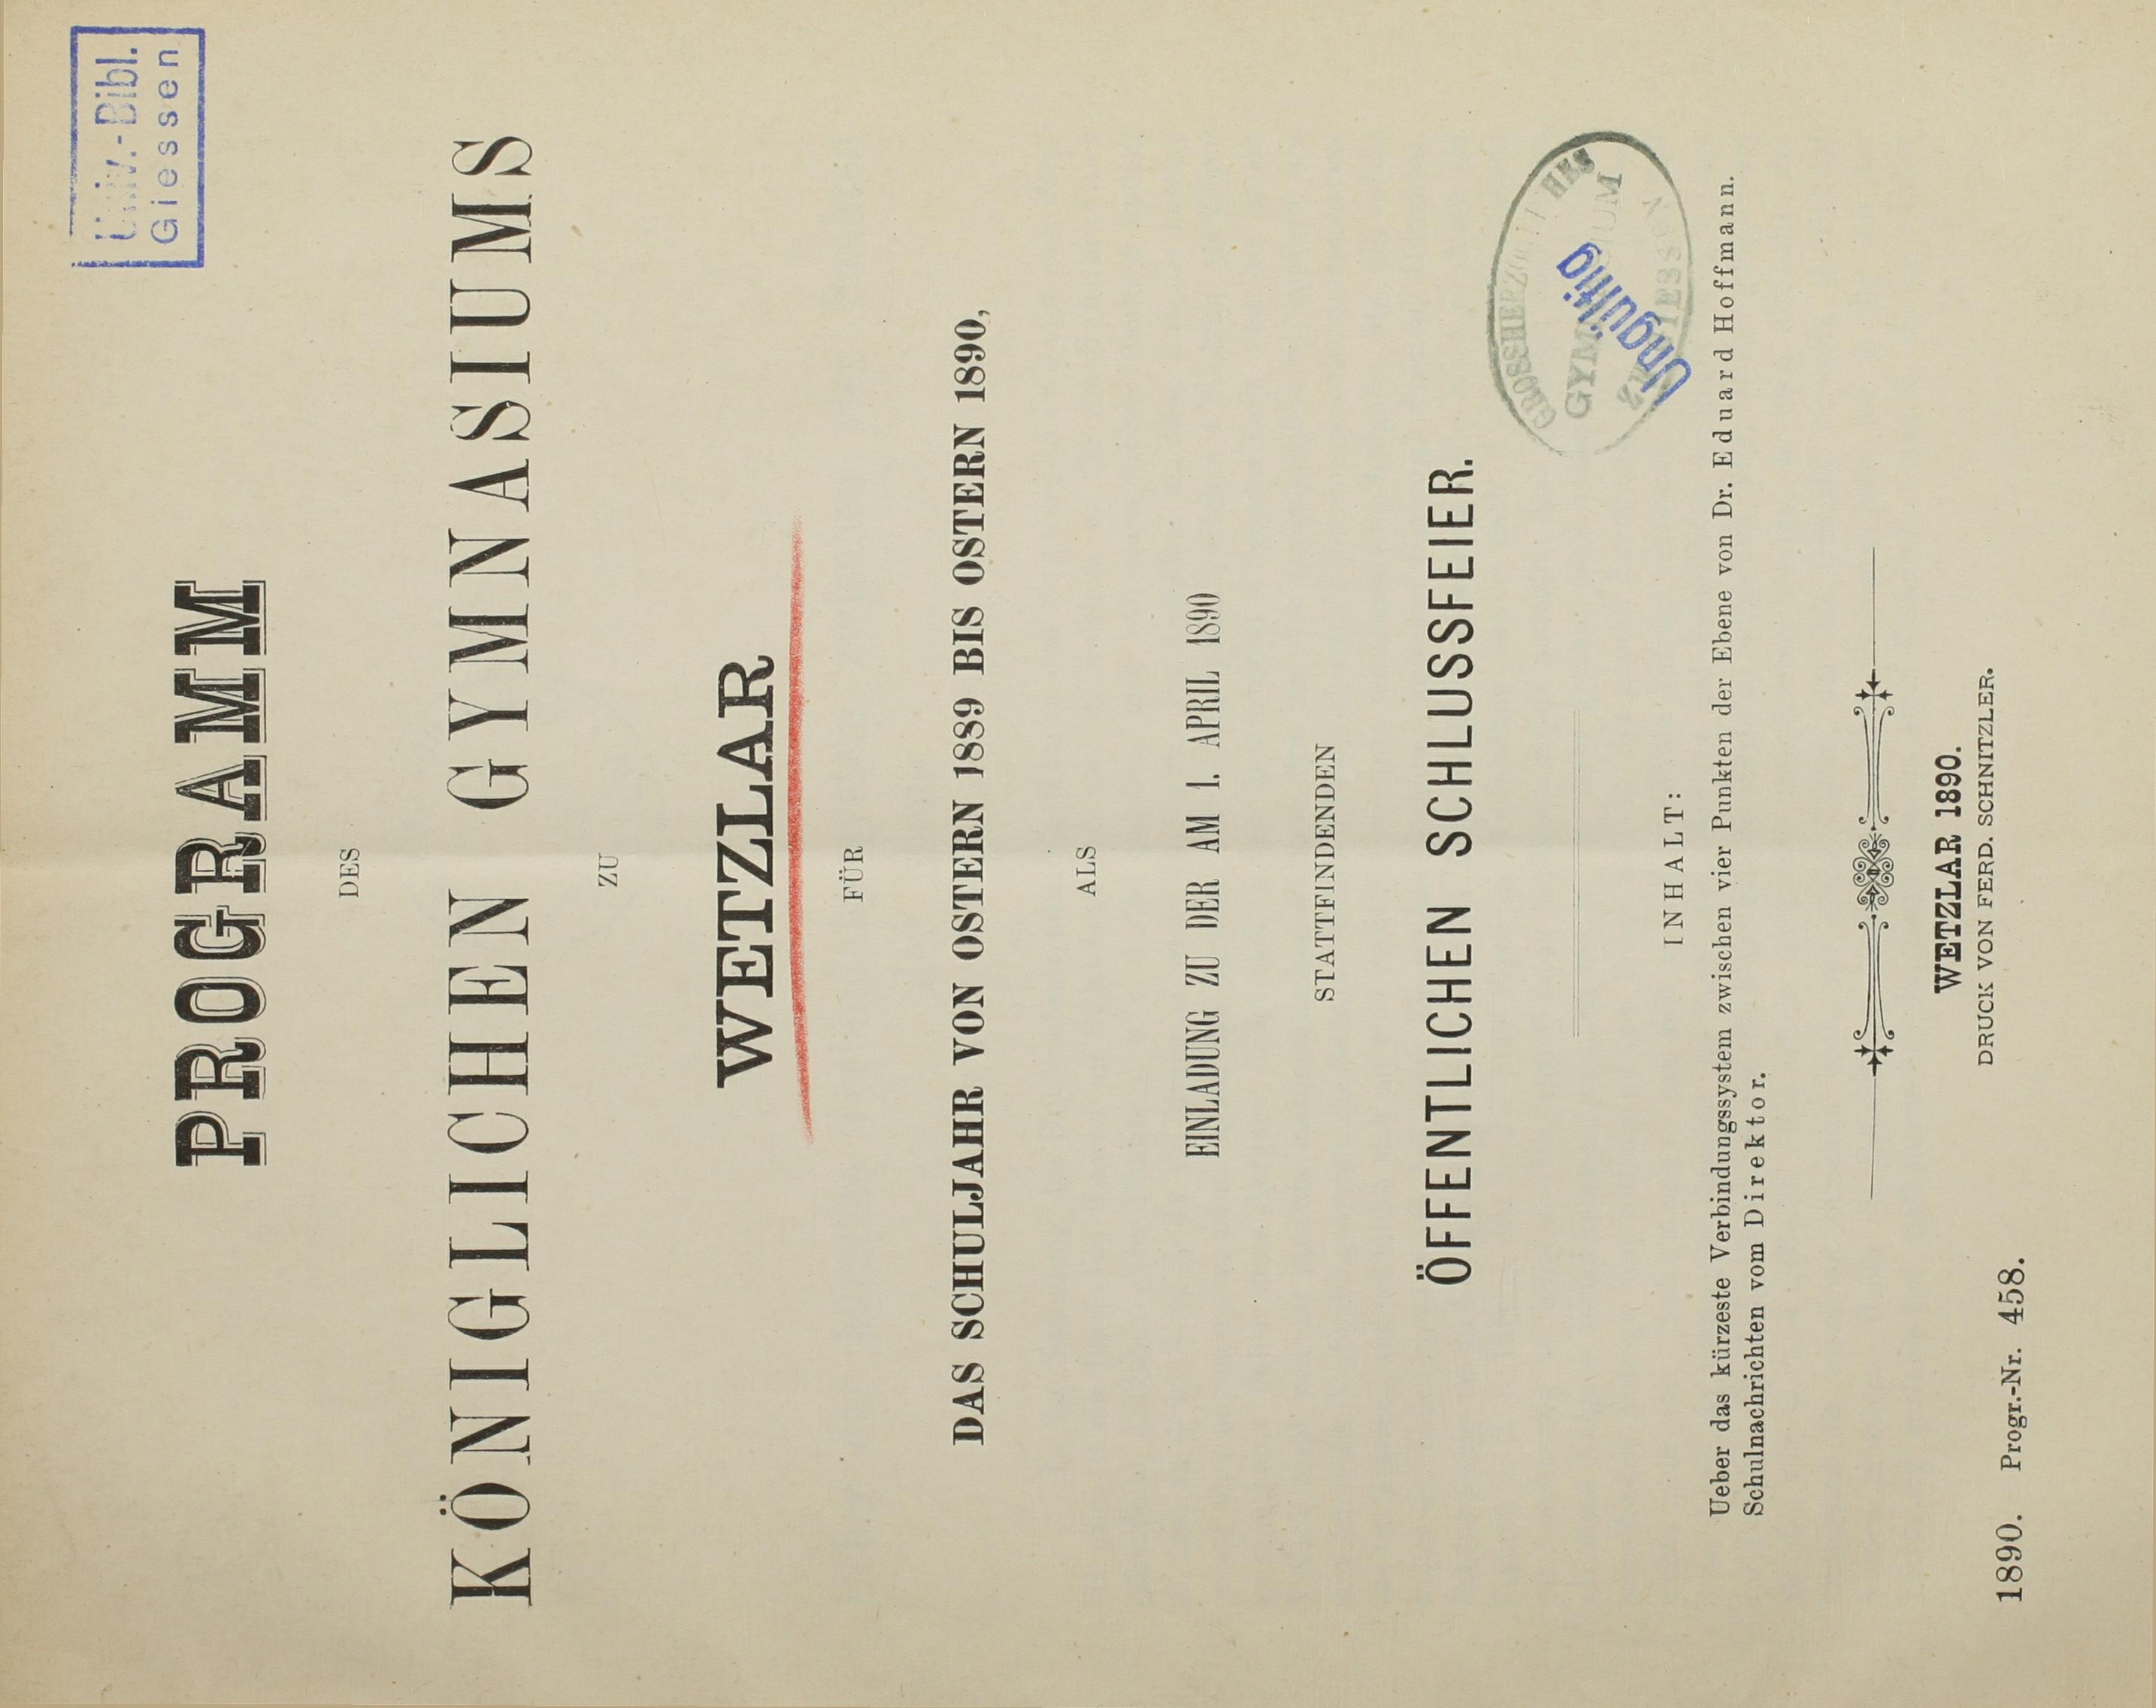 Univ.-Bibl.
Giessen
PROGRAMM
DES
KÖNIGLICHEN GYMNASIUMS
ZU
WETZLAR
FÜR
DAS SCHULJAHR VON OSTERN 1889 BIS OSTERN 1890,
ALS
EINLADUNG ZU DER AM 1. APRIL 1890
STATTFINDENDEN
ÖFFENTLICHEN SCHLUSSFEIER.
GYMNASIUM
Ungültig
INHALT:
Ueber das kürzeste Verbindungssystem zwischen vier Punkten der Ebene von Dr. Eduard Hoffmann.
Schulnachrichten vom Direktor.
WETZLAR 1890.
DRUCK VON FERD. SCHNITZLER.
1890. Progr.-Nr. 458.